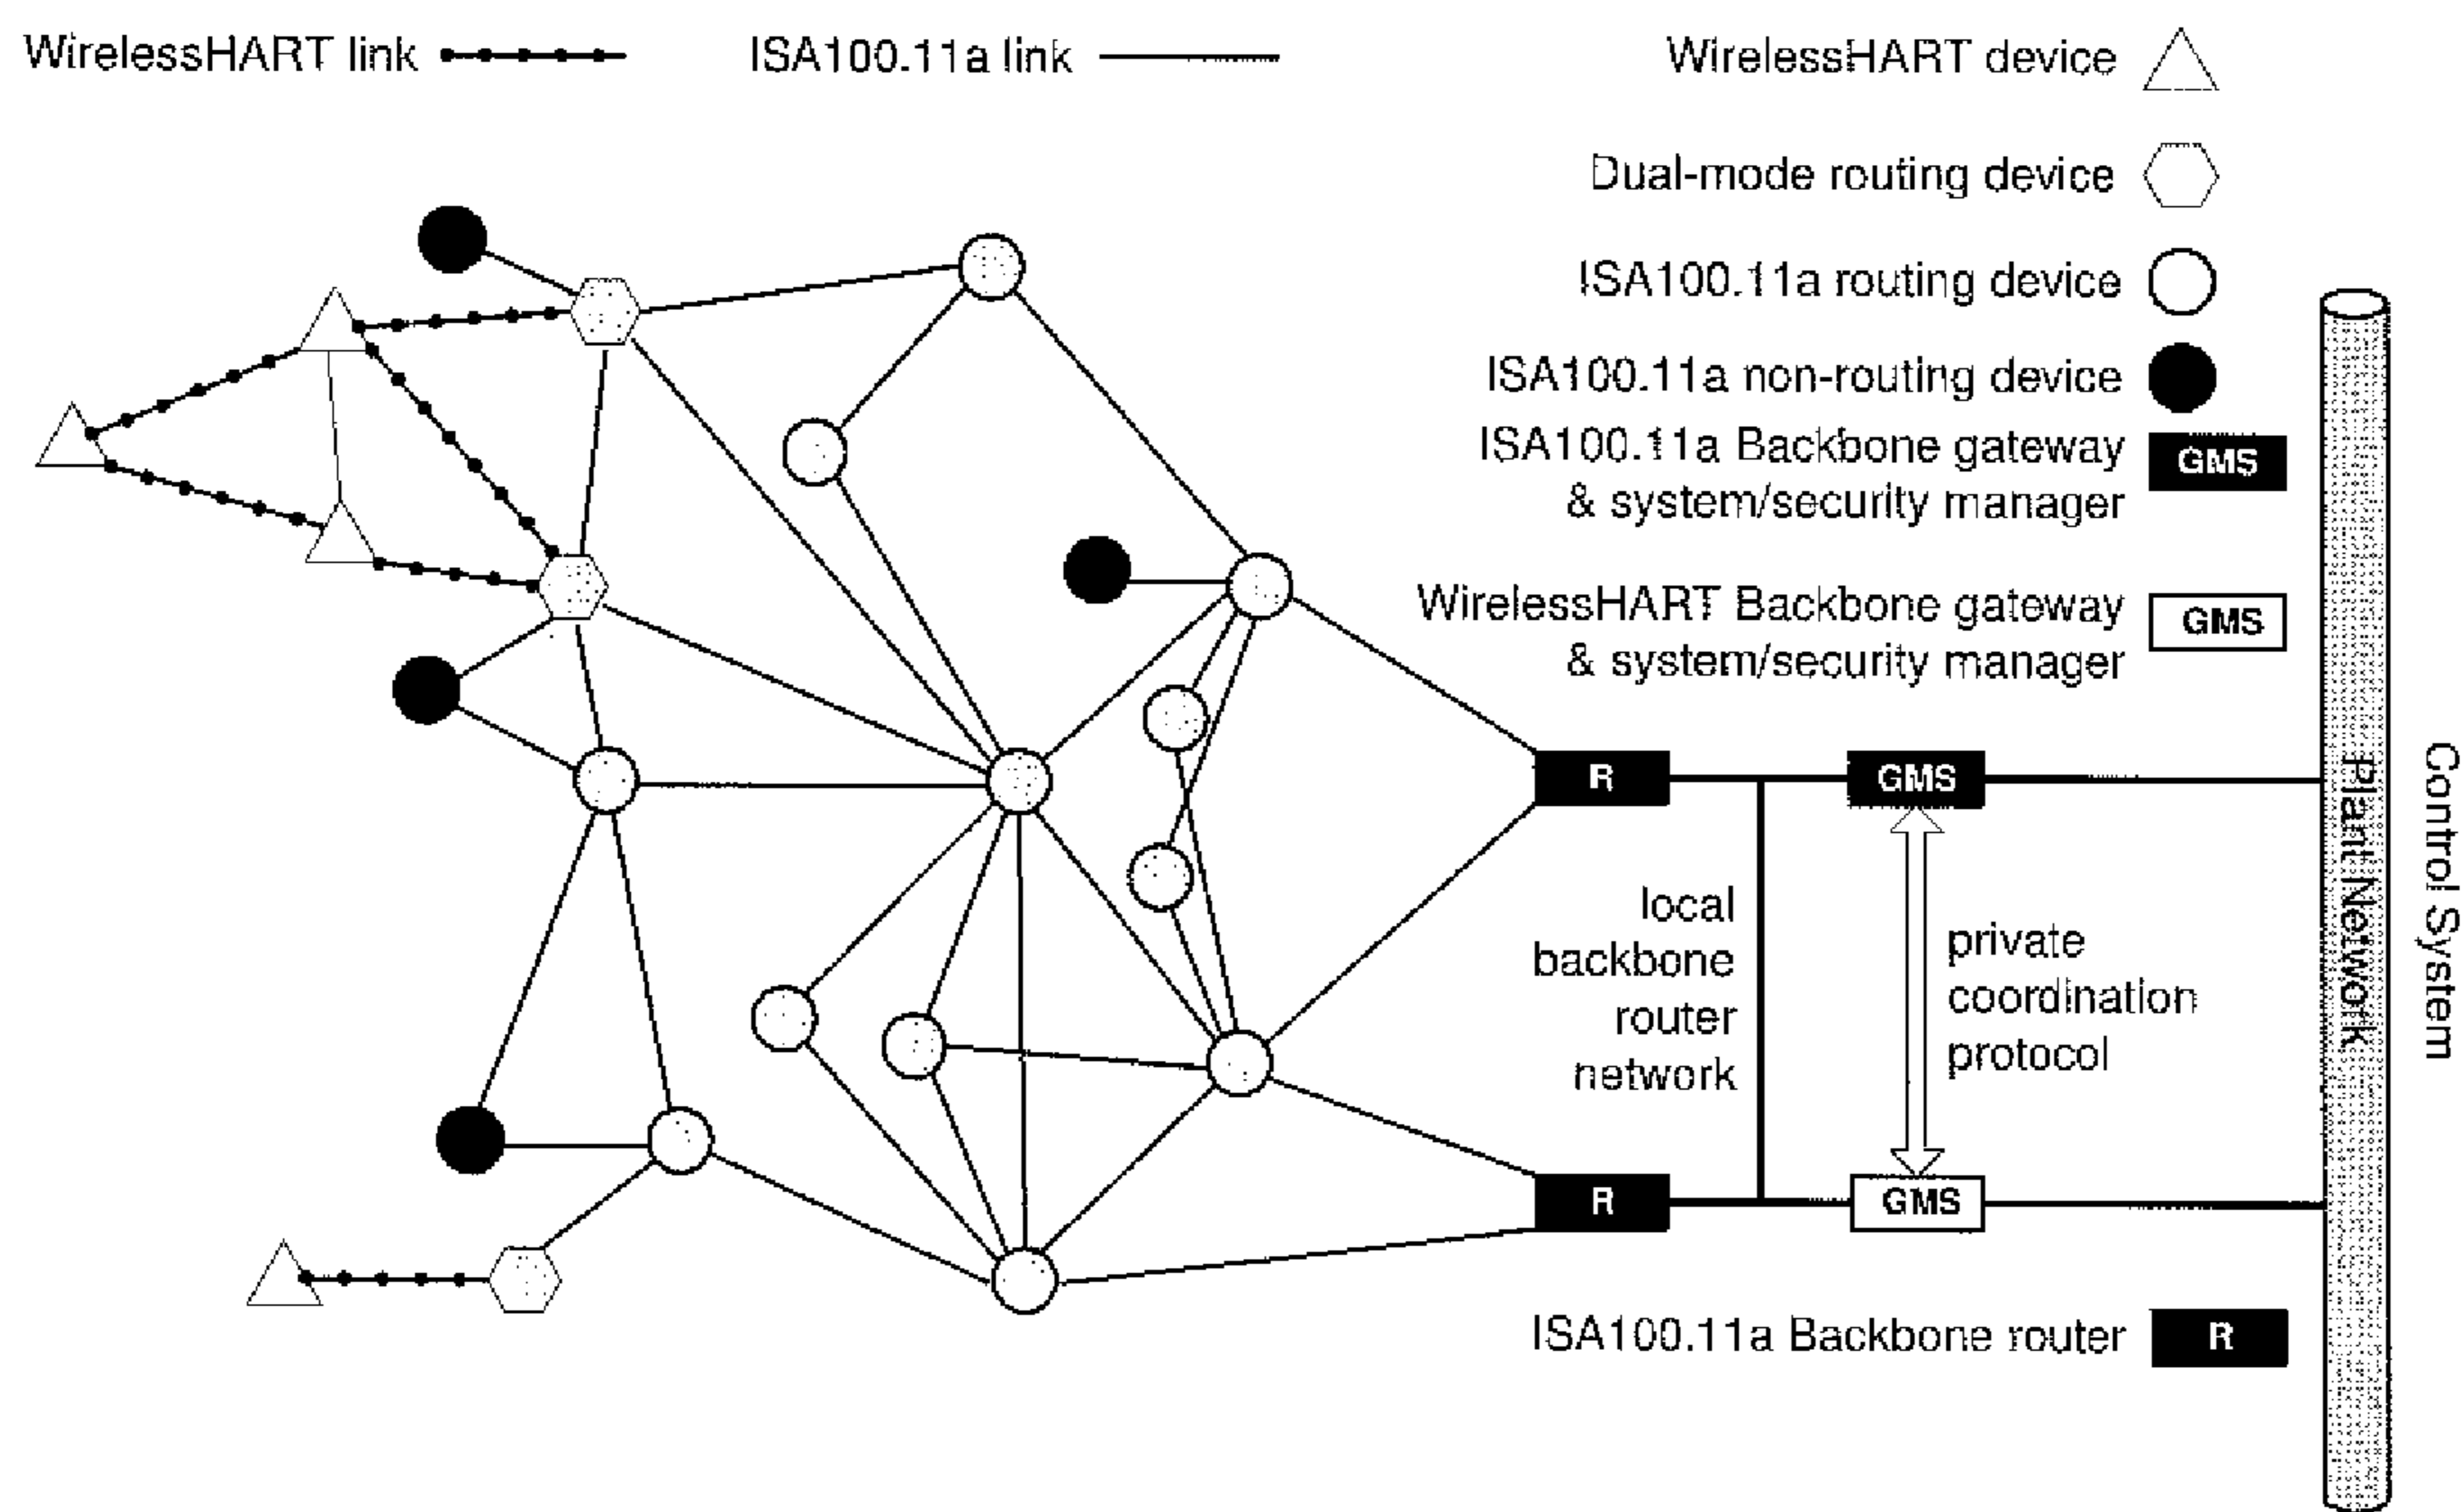 WirelessHART link
ISA100.11a link
WirelessHART device
Dual-mode routing device
ISA100.11a routing device
ISA100.11a non-routing device
ISA100.11a Backbone gateway
& system/security manager
GMS
WirelessHART Backbone gateway
& system/security manager
GMS
R
GMS
local
backbone
router
network
private
coordination
protocol
Plant Network
Control System
R
GMS
ISA100.11a Backbone router
R